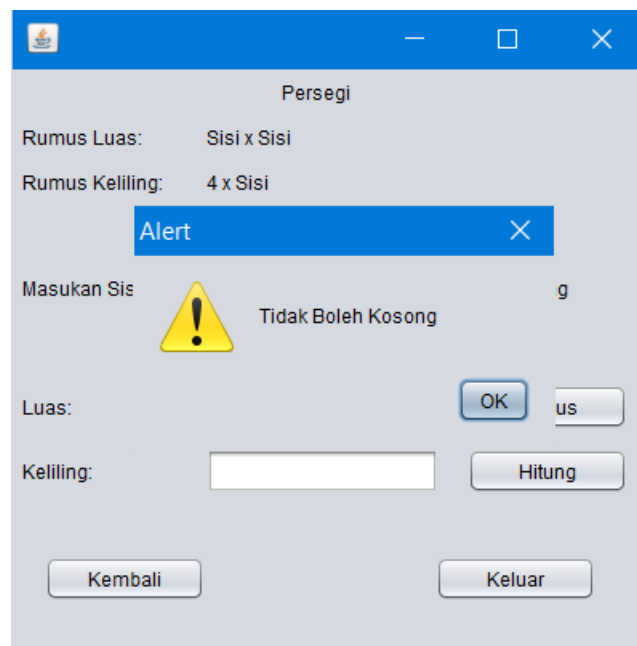 Persegi
Rumus Luas: Sisi x Sisi
Rumus Keliling: 4 x Sisi
Alert
Masukan Sis g
Tidak Boleh Kosong
OK
Luas: us
Keliling: Hitung
Kembali Keluar